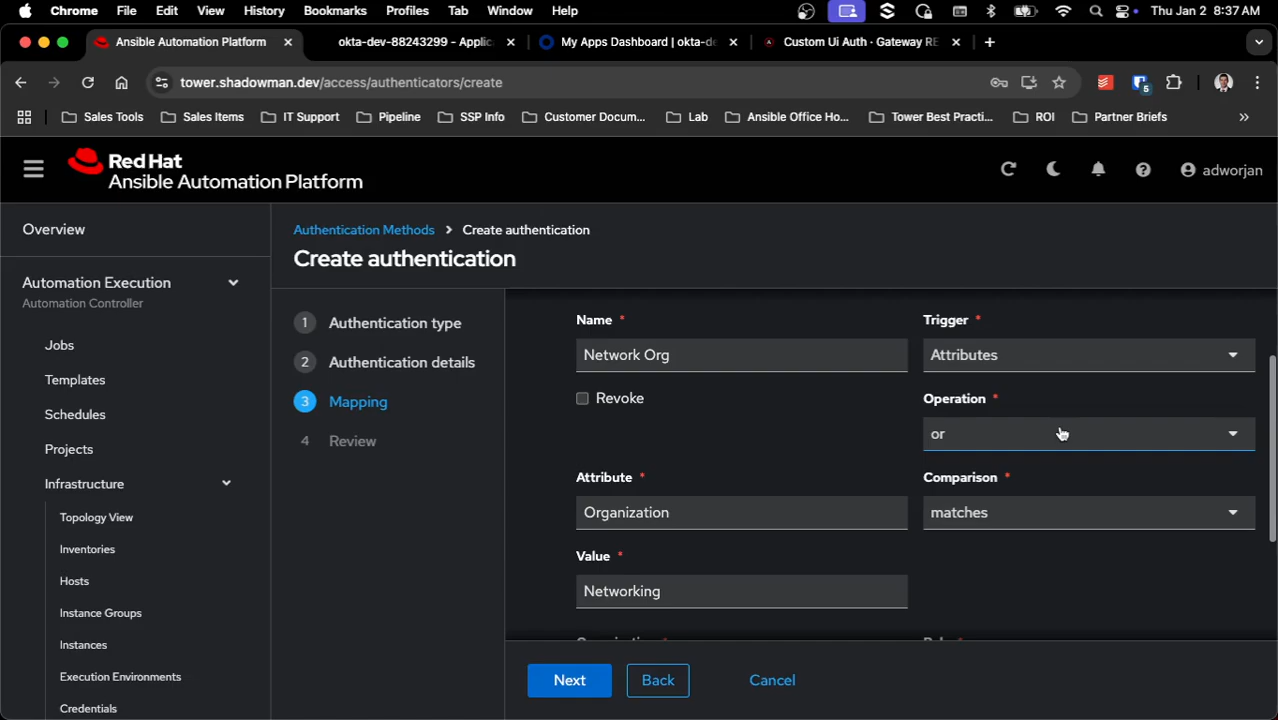 Chrome File Edit View History Bookmarks Profiles Tab Window Help Thu Jan 2 8:37 AM
Ansible Automation Platform okta-dev-88243299 - Applic My Apps Dashboard | okta-de Custom Ui Auth · Gateway RE
tower.shadowman.dev/access/authenticators/create 5
Sales Tools Sales Items IT Support Pipeline SSP Info Customer Docum... Lab Ansible Office Ho... Tower Best Practi... ROI Partner Briefs
Red Hat
Ansible Automation Platform
adworjan
Overview
Automation Execution
Automation Controller
Jobs
Templates
Schedules
Projects
Infrastructure
Topology View
Inventories
Hosts
Instance Groups
Instances
Execution Environments
Credentials
Authentication Methods > Create authentication
Create authentication
1 Authentication type
2 Authentication details
3 Mapping
4 Review
Name * Trigger *
Network Org Attributes
Revoke Operation *
or
Attribute * Comparison *
Organization matches
Value *
Networking
Next Back Cancel